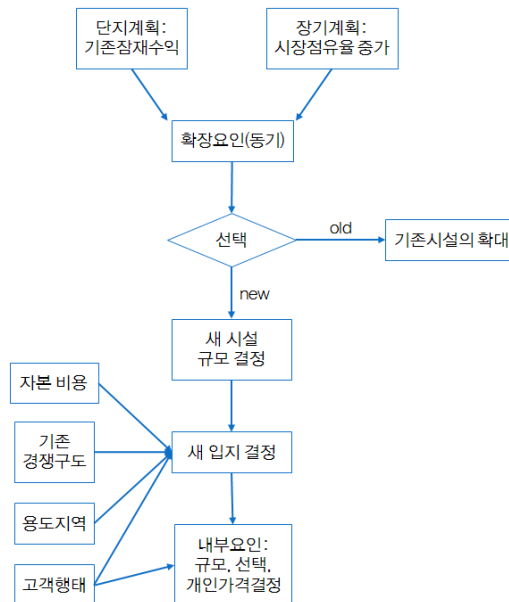 단지계획:
기존잠재수익
장기계획:
시장점유율 증가
확장요인(동기)
선택
old
기존시설의 확대
new
새 시설
규모 결정
자본 비용
기존
경쟁구도
새 입지 결정
용도지역
내부요인:
규모, 선택,
개인가격결정
고객행태